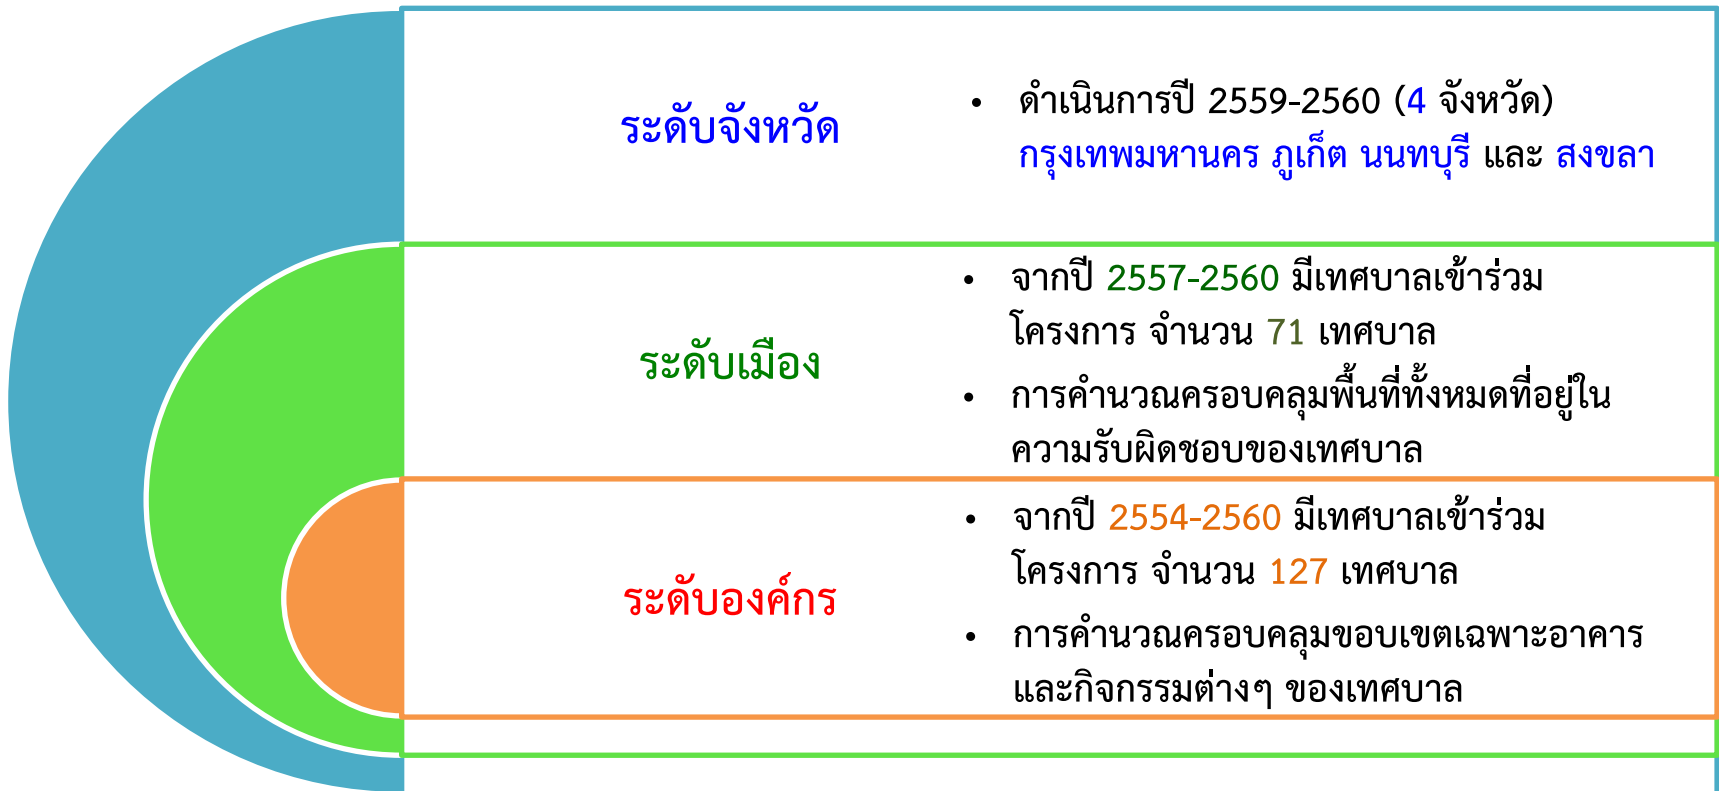 ระดับจังหวัด
• ดำเนินการปี 2559-2560 (4 จังหวัด)
กรุงเทพมหานคร ภูเก็ต นนทบุรี และ สงขลา
ระดับเมือง
• จากปี 2557-2560 มีเทศบาลเข้าร่วม
โครงการ จำนวน 71 เทศบาล
• การคำนวณครอบคลุมพื้นที่ทั้งหมดที่อยู่ใน
ความรับผิดชอบของเทศบาล
ระดับองค์กร
• จากปี 2554-2560 มีเทศบาลเข้าร่วม
โครงการ จำนวน 127 เทศบาล
• การคำนวณครอบคลุมขอบเขตเฉพาะอาคาร
และกิจกรรมต่างๆ ของเทศบาล